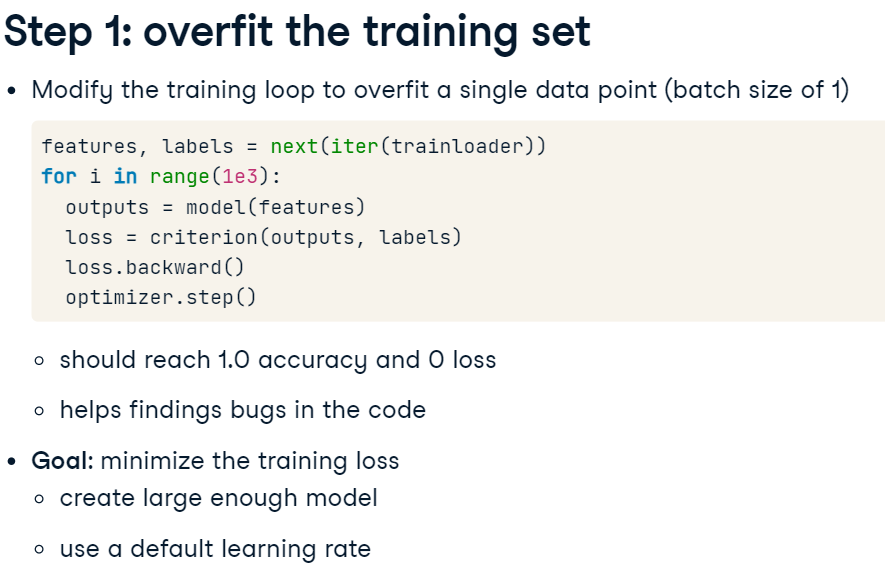 Step 1: overfit the training set
• Modify the training loop to overfit a single data point (batch size of 1)
features, labels = next(iter(trainloader))
for i in range(1e3):
  outputs = model(features)
  loss = criterion(outputs, labels)
  loss.backward()
  optimizer.step()
◦ should reach 1.0 accuracy and 0 loss
◦ helps findings bugs in the code
• Goal: minimize the training loss
◦ create large enough model
◦ use a default learning rate